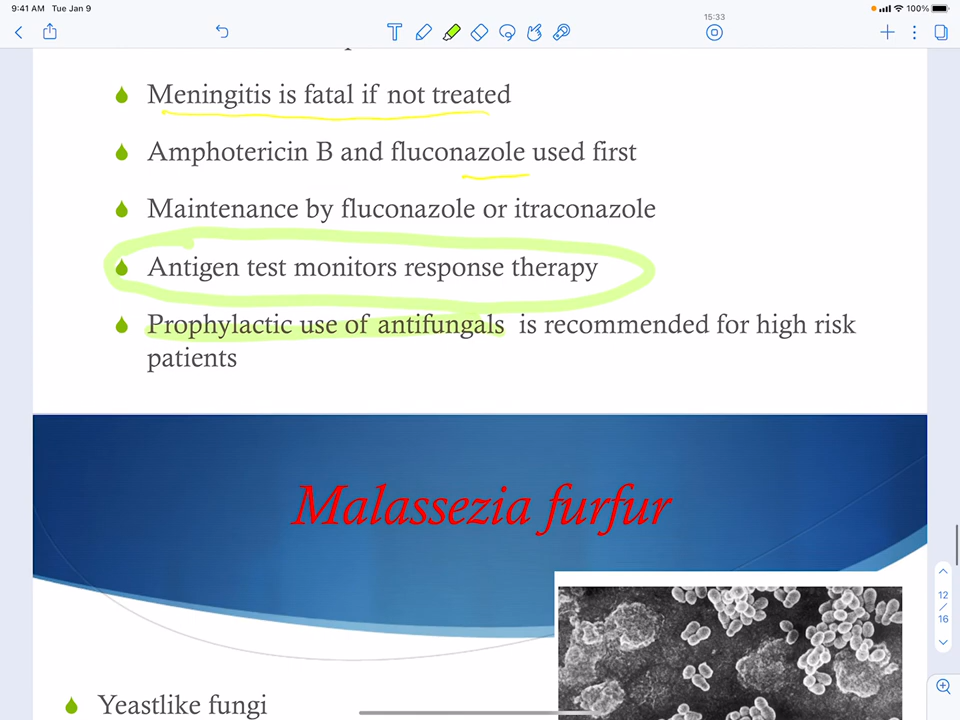 9:41 AM Tue Jan 9
100%
15:33
T
Meningitis is fatal if not treated
Amphotericin B and fluconazole used first
Maintenance by fluconazole or itraconazole
Antigen test monitors response therapy
Prophylactic use of antifungals is recommended for high risk
patients
Malassezia furfur
12
/
16
Yeastlike fungi